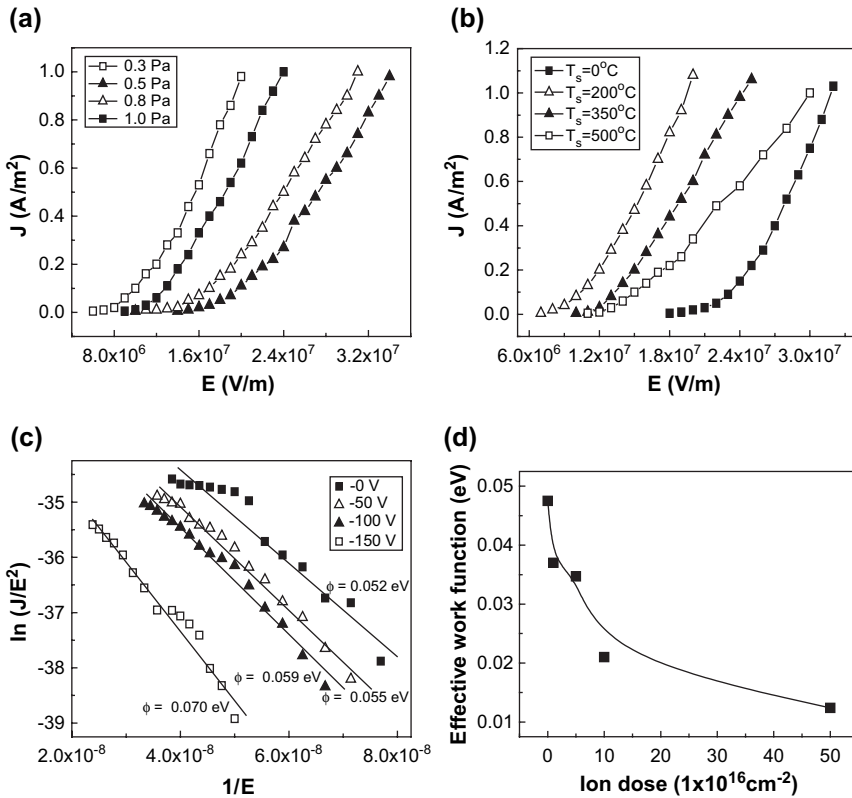 (a)
J (A/m²)
1.0
0.8
0.6
0.4
0.2
0.0
0.3 Pa
0.5 Pa
0.8 Pa
1.0 Pa
8.0x10⁶ 1.6x10⁷ 2.4x10⁷ 3.2x10⁷
E (V/m)
(b)
J (A/m²)
1.2
1.0
0.8
0.6
0.4
0.2
0.0
Tₛ=0°C
Tₛ=200°C
Tₛ=350°C
Tₛ=500°C
6.0x10⁶ 1.2x10⁷ 1.8x10⁷ 2.4x10⁷ 3.0x10⁷
E (V/m)
(c)
ln (J/E²)
-35
-36
-37
-38
-39
-0 V
-50 V
-100 V
-150 V
ϕ = 0.052 eV
ϕ = 0.059 eV
ϕ = 0.055 eV
ϕ = 0.070 eV
2.0x10⁻⁸ 4.0x10⁻⁸ 6.0x10⁻⁸ 8.0x10⁻⁸
1/E
(d)
Effective work function (eV)
0.05
0.04
0.03
0.02
0.01
0 10 20 30 40 50
Ion dose (1x10¹⁶cm⁻²)